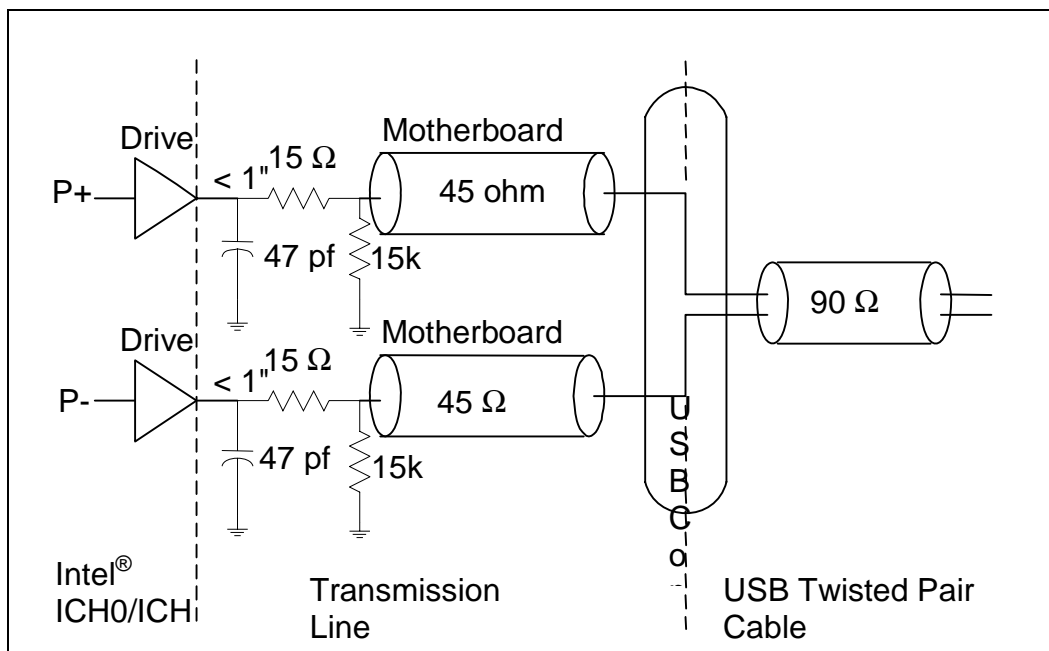 Drive
< 1"
15 Ω
Motherboard
P+
45 ohm
47 pf
15k
90 Ω
Drive
< 1"
15 Ω
Motherboard
P-
45 Ω
47 pf
15k
USBCo
Intel®
ICH0/ICH
Transmission
Line
USB Twisted Pair
Cable